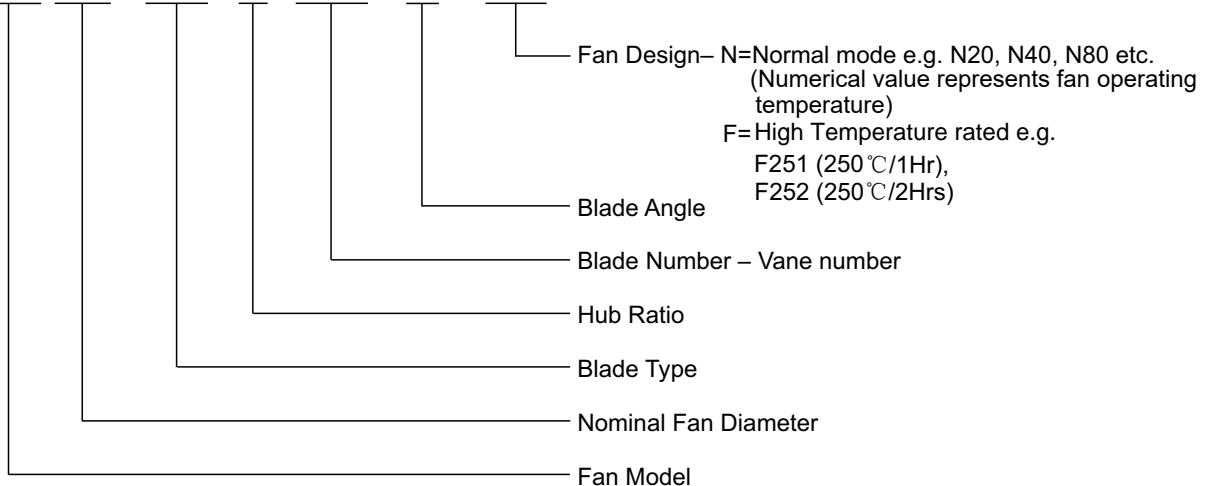 Fan Design– N=Normal mode e.g. N20, N40, N80 etc.
(Numerical value represents fan operating
temperature)
F=High Temperature rated e.g.
F251 (250℃/1Hr),
F252 (250℃/2Hrs)
Blade Angle
Blade Number – Vane number
Hub Ratio
Blade Type
Nominal Fan Diameter
Fan Model